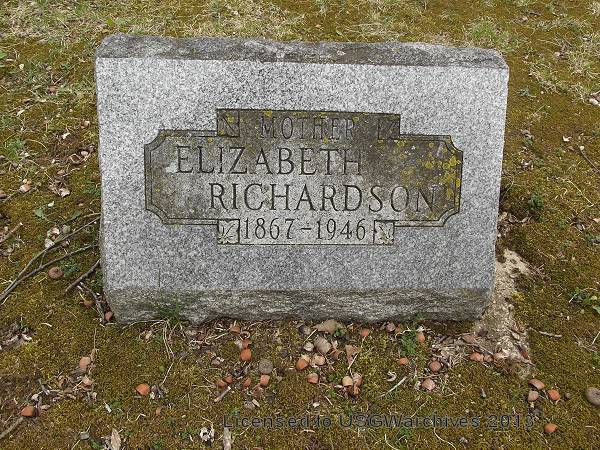 MOTHER
ELIZABETH
RICHARDSON
1867-1946
Licensed to USGWarchives 2013